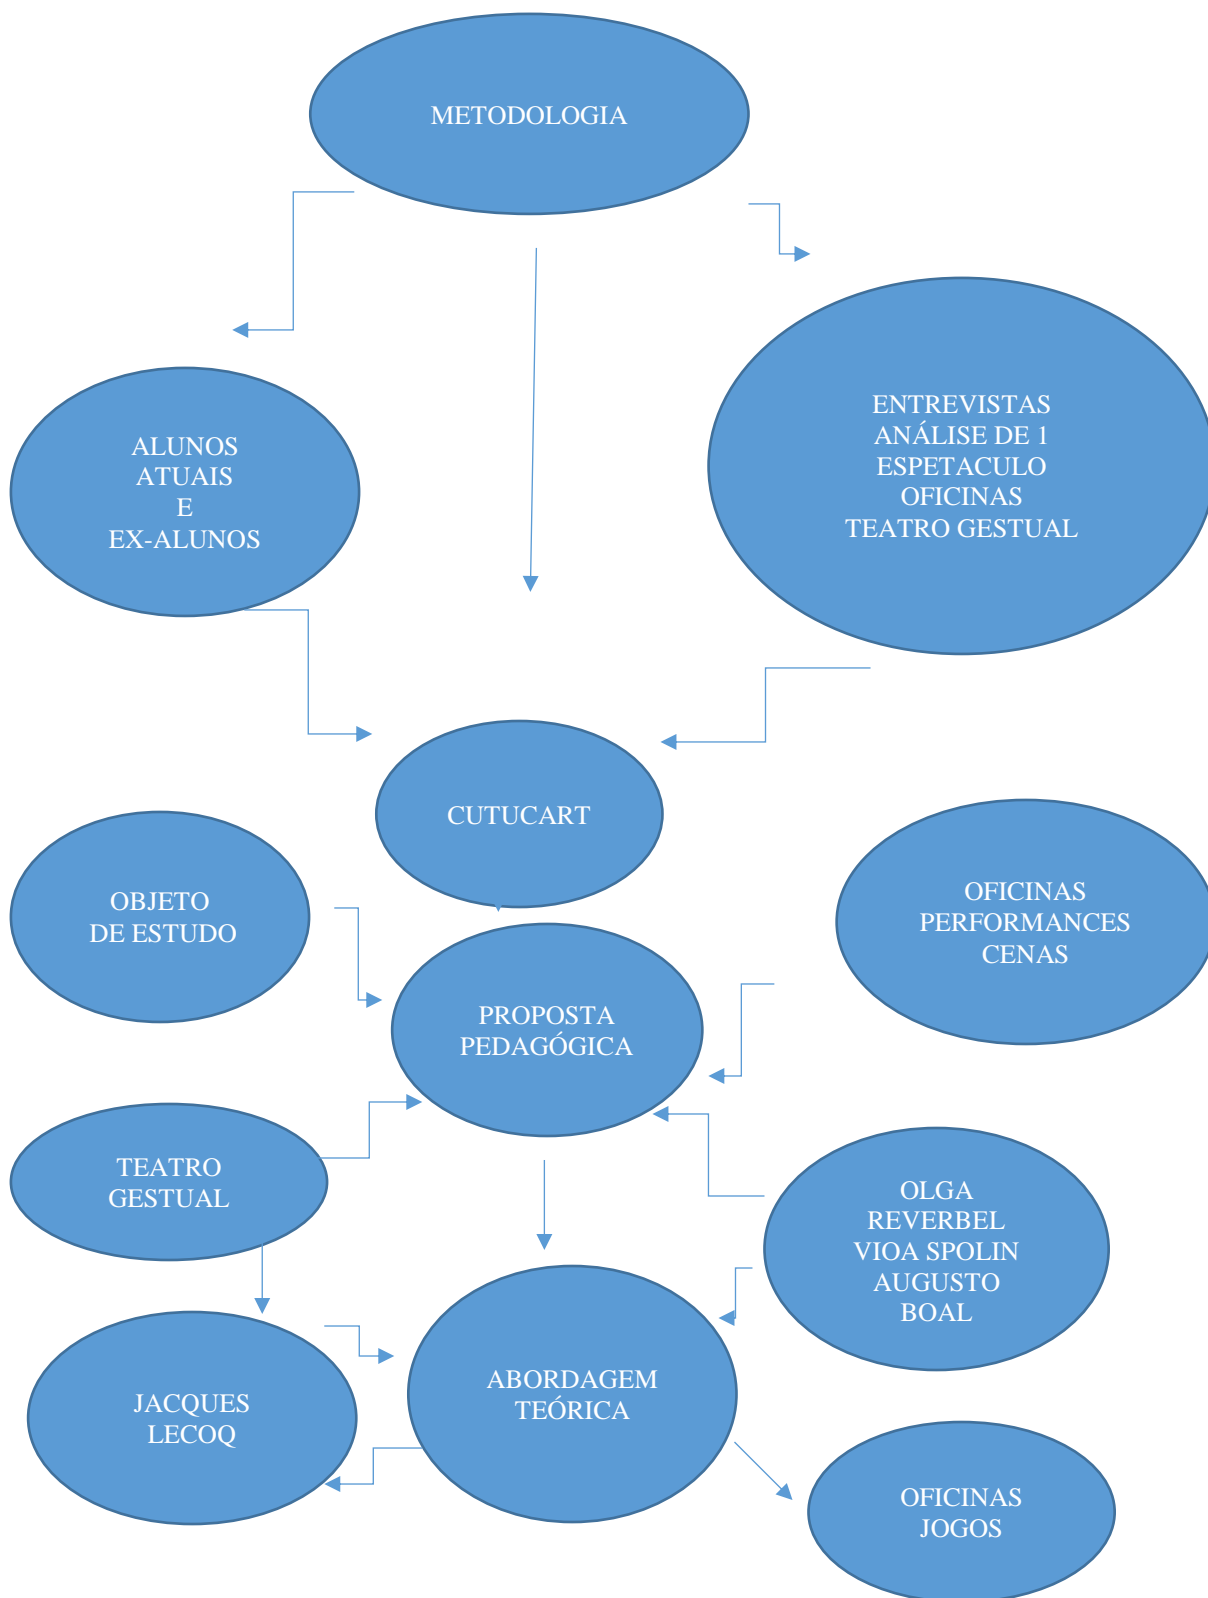 METODOLOGIA
ALUNOS
ATUAIS
E
EX-ALUNOS
ENTREVISTAS
ANÁLISE DE 1
ESPETACULO
OFICINAS
TEATRO GESTUAL
CUTUCART
OBJETO
DE ESTUDO
OFICINAS
PERFORMANCES
CENAS
PROPOSTA
PEDAGÓGICA
TEATRO
GESTUAL
OLGA
REVERBEL
VIOA SPOLIN
AUGUSTO
BOAL
JACQUES
LECOQ
ABORDAGEM
TEÓRICA
OFICINAS
JOGOS